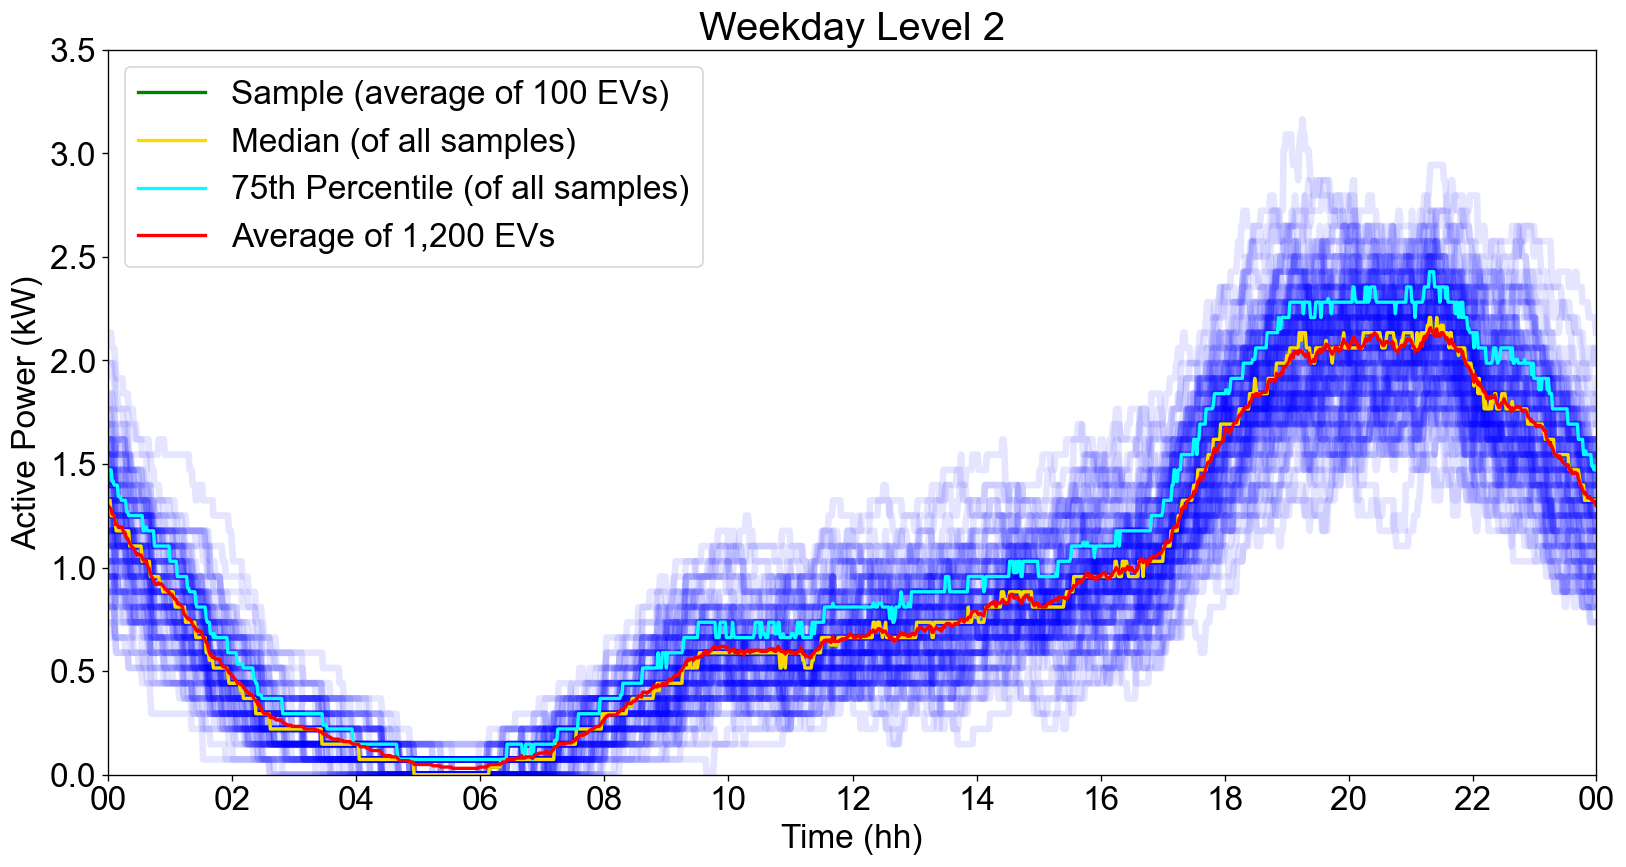 Weekday Level 2
3.5
3.0
2.5
2.0
1.5
1.0
0.5
0.0
Active Power (kW)
Sample (average of 100 EVs)
Median (of all samples)
75th Percentile (of all samples)
Average of 1,200 EVs
00 02 04 06 08 10 12 14 16 18 20 22 00
Time (hh)